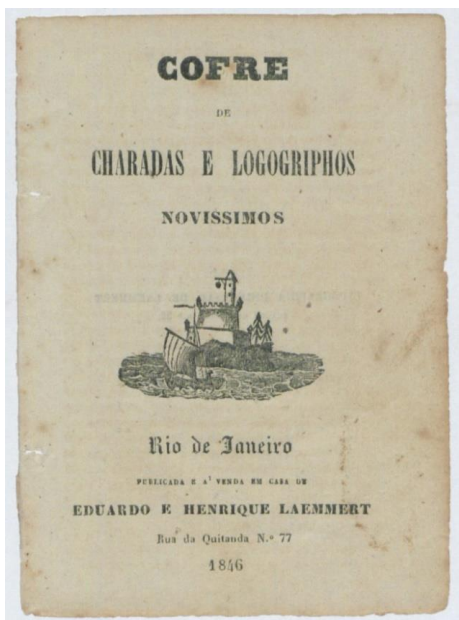 COFRE
DE
CHARADAS E LOGOGRIPHOS
NOVISSIMOS
Rio de Janeiro
PUBLICADA E A' VENDA EM CASA DE
EDUARDO E HENRIQUE LAEMMERT
Rua da Quitanda N.º 77
1846